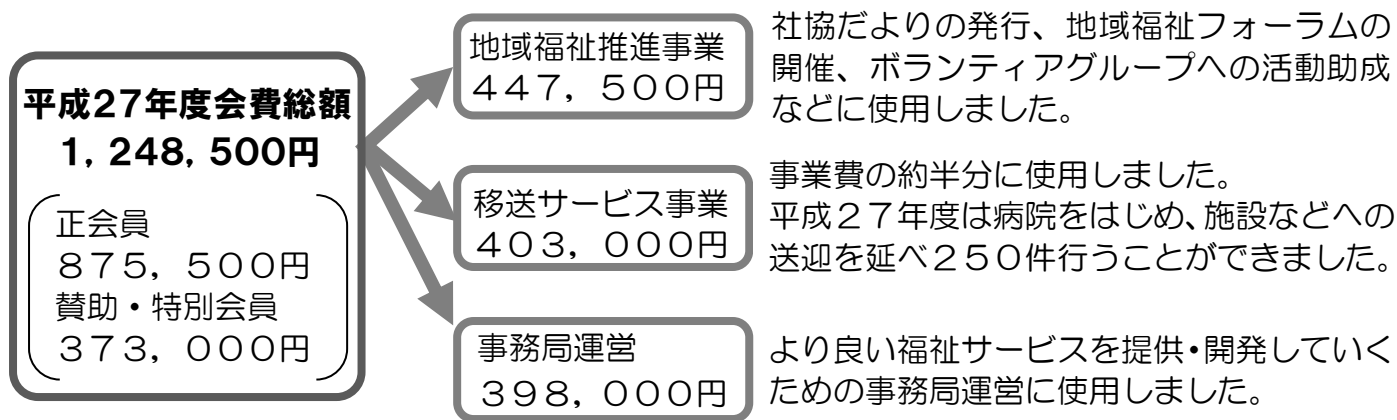 平成27年度会費総額
1，248，500円
正会員
８７５，５００円
賛助・特別会員
３７３，０００円
地域福祉推進事業
４４７，５００円
社協だよりの発行、地域福祉フォーラムの
開催、ボランティアグループへの活動助成
などに使用しました。
移送サービス事業
４０３，０００円
事業費の約半分に使用しました。
平成２７年度は病院をはじめ、施設などへの
送迎を延べ２５０件行うことができました。
事務局運営
３９８，０００円
より良い福祉サービスを提供・開発していく
ための事務局運営に使用しました。